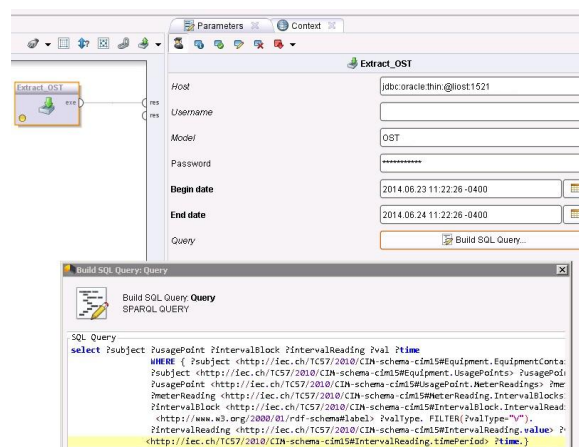 Parameters
Context
Extract_OST
Extract_OST
exe
res
res
Host
jdbc:oracle:thin:@liost:1521
Username
Model
OST
Password
***********
Begin date
2014.06.23 11:22:26 -0400
End date
2014.06.24 11:22:26 -0400
Query
Build SQL Query...
Build SQL Query: Query
Build SQL Query: Query
SPARQL QUERY
SQL Query
select ?subject ?usagePoint ?intervalBlock ?intervalReading ?val ?time
WHERE { ?subject <http://iec.ch/TC57/2010/CIM-schema-cim15#Equipment.EquipmentConta
?subject <http://iec.ch/TC57/2010/CIM-schema-cim15#Equipment.UsagePoints> ?usagePoi
?usagePoint <http://iec.ch/TC57/2010/CIM-schema-cim15#UsagePoint.MeterReadings> ?me
?meterReading <http://iec.ch/TC57/2010/CIM-schema-cim15#MeterReading.IntervalBlocks
?intervalBlock <http://iec.ch/TC57/2010/CIM-schema-cim15#IntervalBlock.IntervalRead
<http://www.w3.org/2000/01/rdf-schema#label> ?valType. FILTER(?valType="V").
?intervalReading <http://iec.ch/TC57/2010/CIM-schema-cim15#IntervalReading.value> ?
<http://iec.ch/TC57/2010/CIM-schema-cim15#IntervalReading.timePeriod> ?time.}